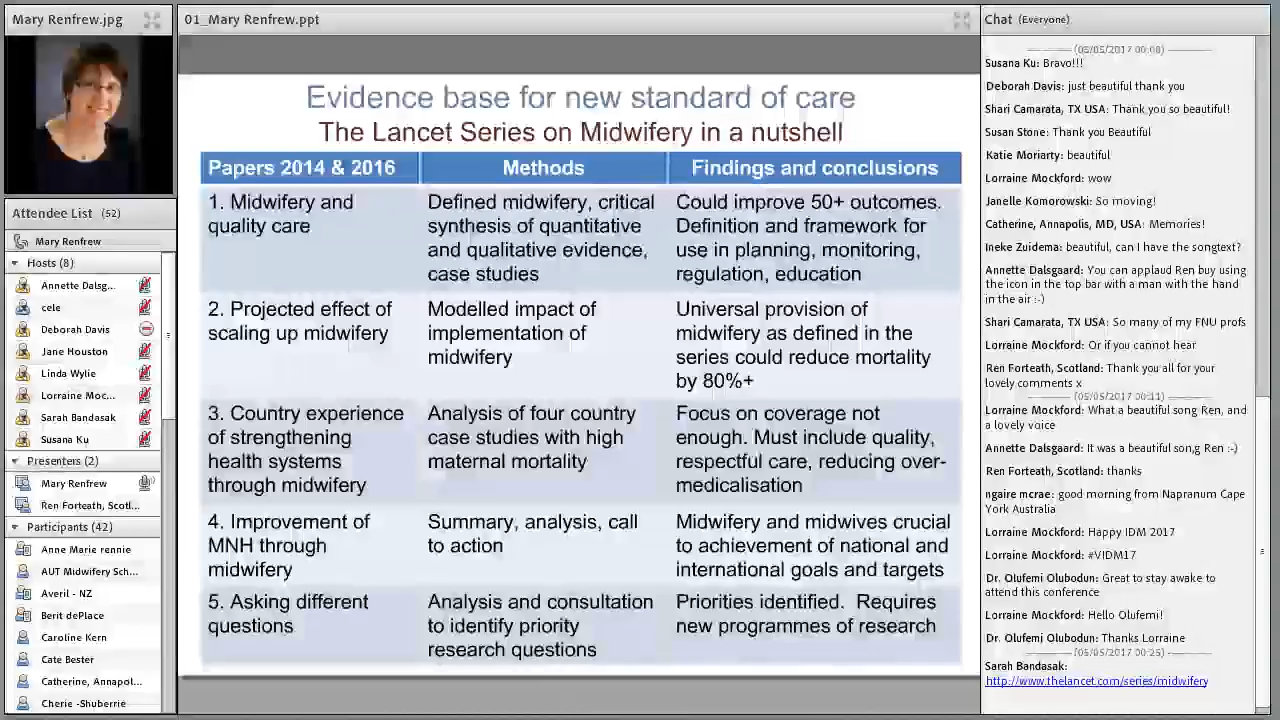 Mary Renfrew.jpg
Attendee List (52)
Mary Renfrew
Hosts (8)
Annette Dalsg...
cele
Deborah Davis
Jane Houston
Linda Wylie
Lorraine Moc...
Sarah Bandasak
Susana Ku
Presenters (2)
Mary Renfrew
Ren Forteath, Scotl...
Participants (42)
Anne Marie rennie
AUT Midwifery Sch...
Averil - NZ
Berit dePlace
Caroline Kern
Cate Bester
Catherine, Annapol...
Cherie -Shuberrie
01_Mary Renfrew.ppt
Evidence base for new standard of care
The Lancet Series on Midwifery in a nutshell
Papers 2014 & 2016
Methods
Findings and conclusions
1. Midwifery and
quality care
Defined midwifery, critical
synthesis of quantitative
and qualitative evidence,
case studies
Could improve 50+ outcomes.
Definition and framework for
use in planning, monitoring,
regulation, education
2. Projected effect of
scaling up midwifery
Modelled impact of
implementation of
midwifery
Universal provision of
midwifery as defined in the
series could reduce mortality
by 80%+
3. Country experience
of strengthening
health systems
through midwifery
Analysis of four country
case studies with high
maternal mortality
Focus on coverage not
enough. Must include quality,
respectful care, reducing over-
medicalisation
4. Improvement of
MNH through
midwifery
Summary, analysis, call
to action
Midwifery and midwives crucial
to achievement of national and
international goals and targets
5. Asking different
questions
Analysis and consultation
to identify priority
research questions
Priorities identified. Requires
new programmes of research
Chat (Everyone)
(05/05/2017 00:00)
Susana Ku: Bravo!!!
Deborah Davis: just beautiful thank you
Shari Camarata, TX USA: Thank you so beautiful!
Susan Stone: Thank you Beautiful
Katie Moriarty: beautiful
Lorraine Mockford: wow
Janelle Komorowski: So moving!
Catherine, Annapolis, MD, USA: Memories!
Ineke Zuidema: beautiful, can I have the songtext?
Annette Dalsgaard: You can applaud Ren buy using
the icon in the top bar with a man with the hand
in the air :-)
Shari Camarata, TX USA: So many of my FNU profs
Lorraine Mockford: Or if you cannot hear
Ren Forteath, Scotland: Thank you all for your
lovely comments x
(05/05/2017 00:11)
Lorraine Mockford: What a beautiful song Ren, and
a lovely voice
Annette Dalsgaard: It was a beautiful son,g Ren :-)
Ren Forteath, Scotland: thanks
ngaire mcrae: good morning from Napranum Cape
York Australia
Lorraine Mockford: Happy IDM 2017
Lorraine Mockford: #VIDM17
Dr. Olufemi Olubodun: Great to stay awake to
attend this conference
Lorraine Mockford: Hello Olufemi!
Dr. Olufemi Olubodun: Thanks Lorraine
(05/05/2017 00:25)
Sarah Bandasak:
http://www.thelancet.com/series/midwifery